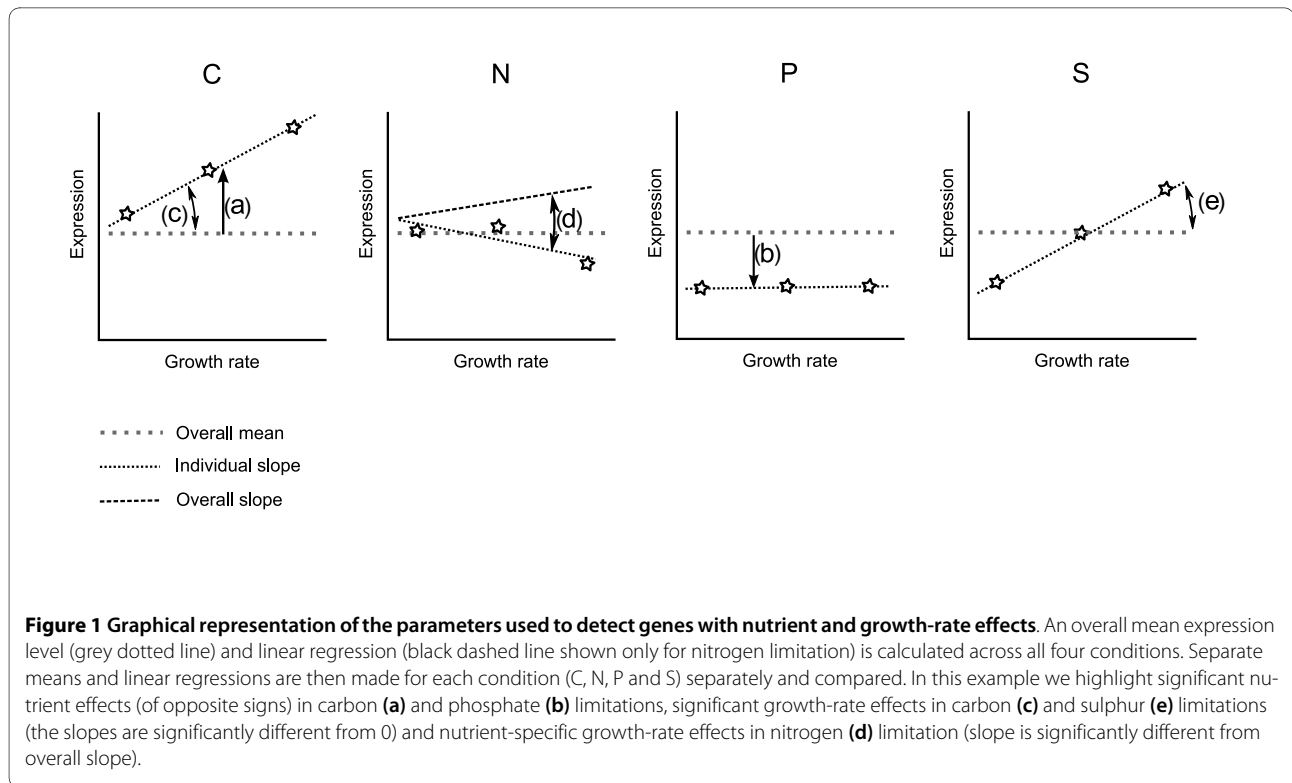 C N P S
Expression Expression Expression Expression
(c) (a) (d) (b) (e)
Growth rate Growth rate Growth rate Growth rate
Overall mean
Individual slope
Overall slope
Figure 1 Graphical representation of the parameters used to detect genes with nutrient and growth-rate effects. An overall mean expression
level (grey dotted line) and linear regression (black dashed line shown only for nitrogen limitation) is calculated across all four conditions. Separate
means and linear regressions are then made for each condition (C, N, P and S) separately and compared. In this example we highlight significant nu-
trient effects (of opposite signs) in carbon (a) and phosphate (b) limitations, significant growth-rate effects in carbon (c) and sulphur (e) limitations
(the slopes are significantly different from 0) and nutrient-specific growth-rate effects in nitrogen (d) limitation (slope is significantly different from
overall slope).